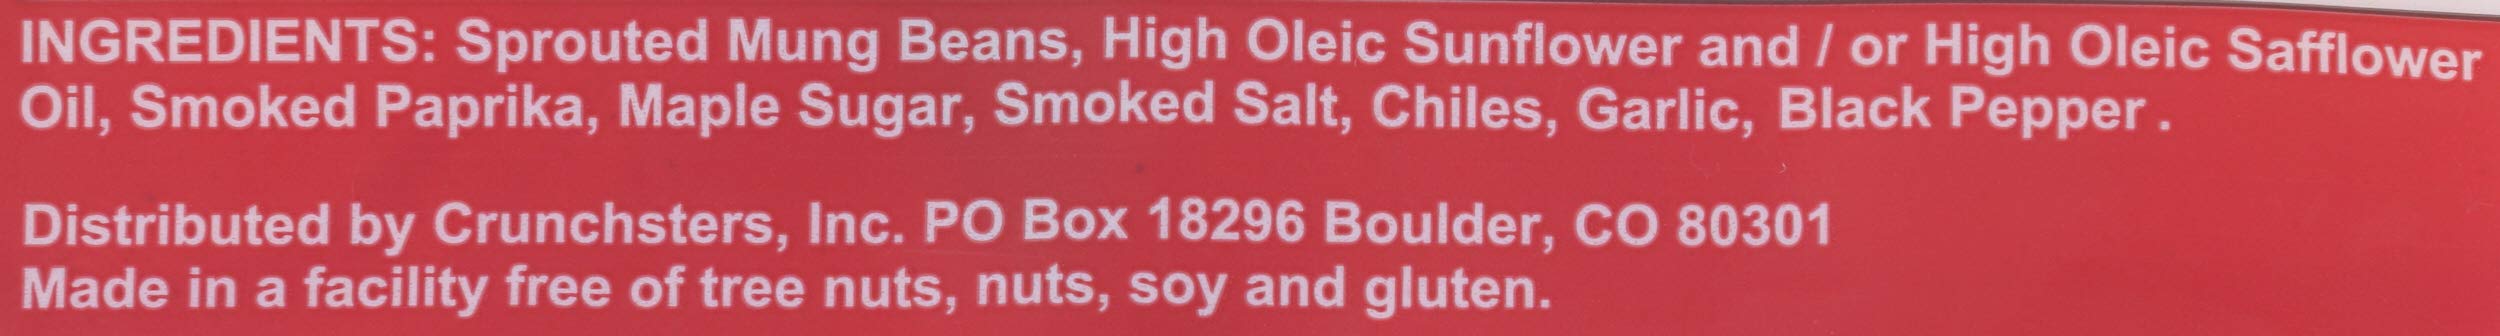 INGREDIENTS: Sprouted Mung Beans, High Oleic Sunflower and / or High Oleic Safflower
Oil, Smoked Paprika, Maple Sugar, Smoked Salt, Chiles, Garlic, Black Pepper .
Distributed by Crunchsters, Inc. PO Box 18296 Boulder, CO 80301
Made in a facility free of tree nuts, nuts, soy and gluten.